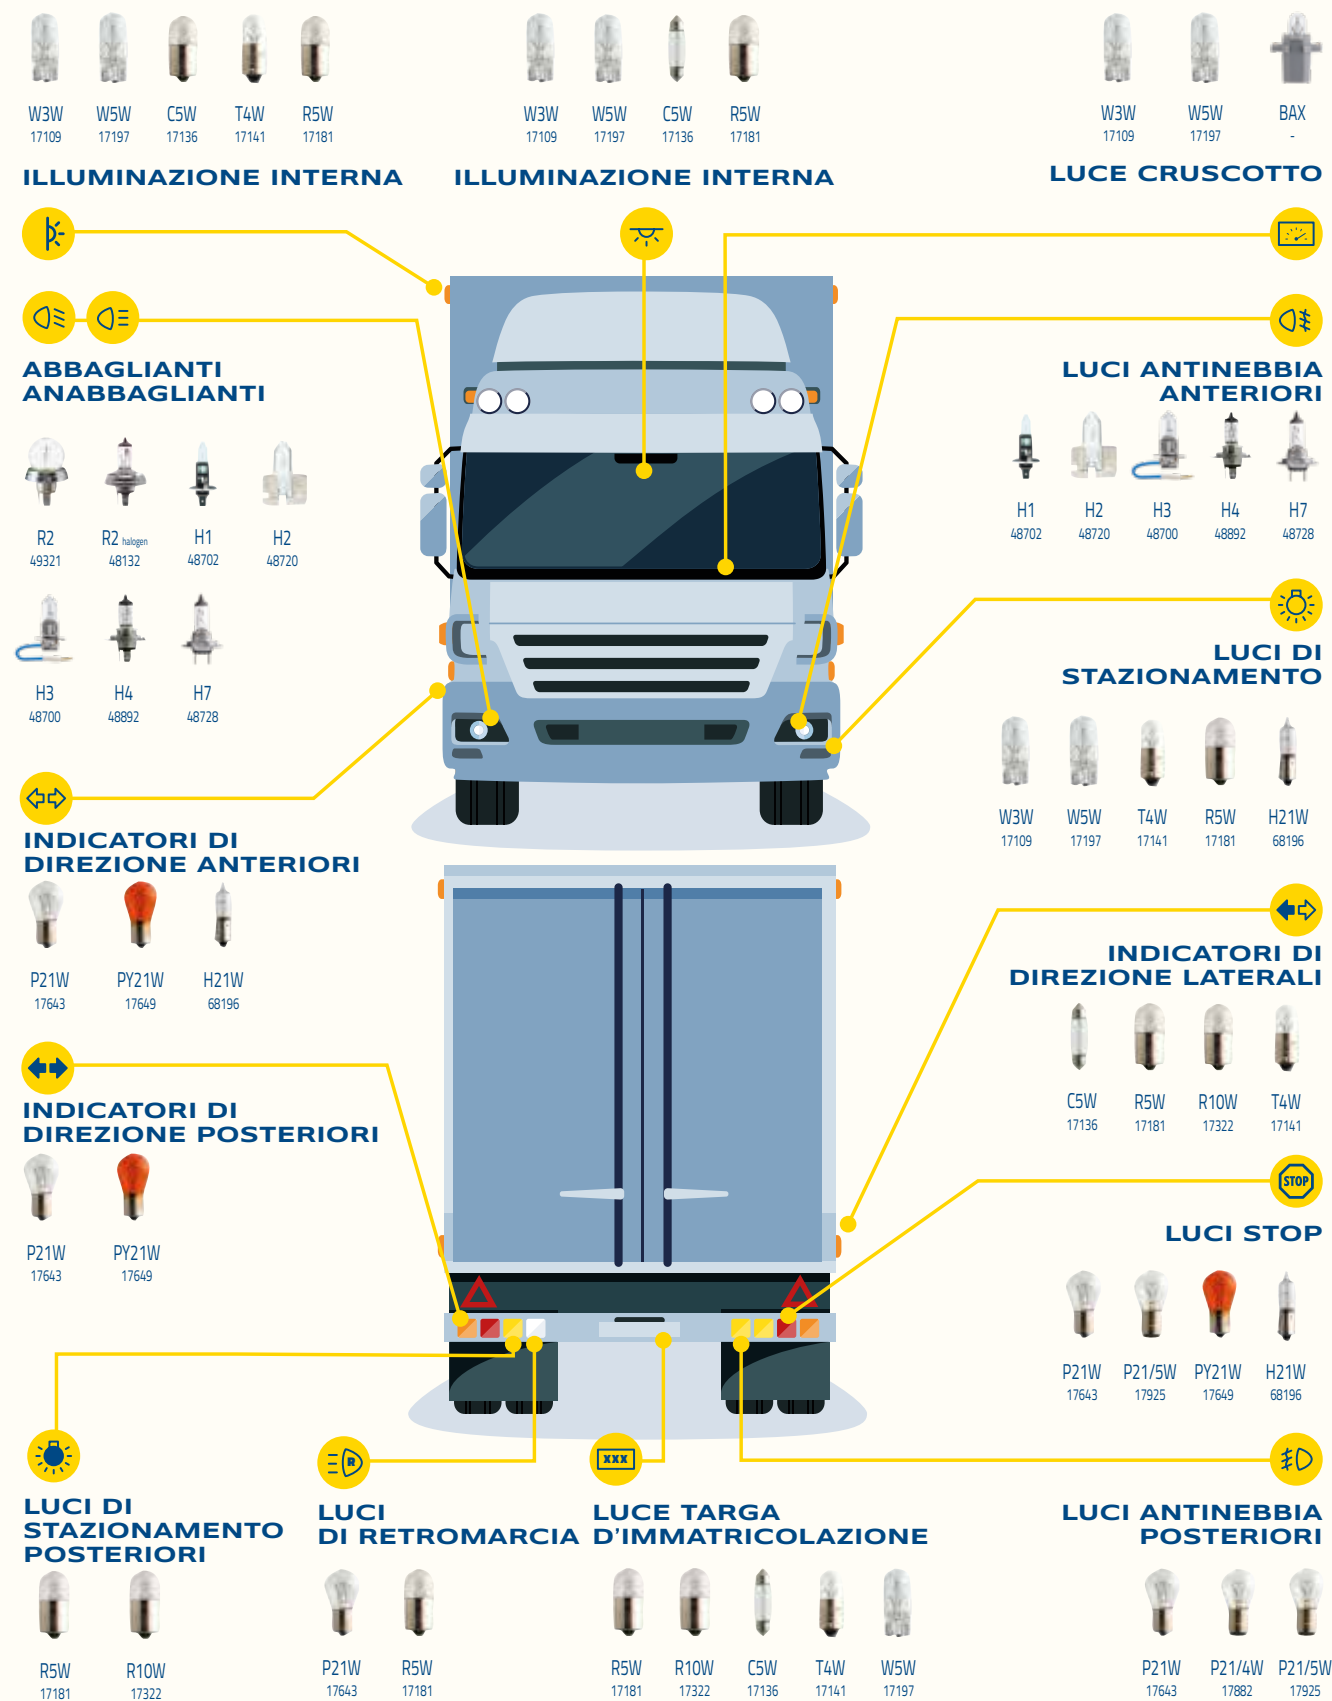 W3W W5W C5W T4W R5W
17109 17197 17136 17141 17181
ILLUMINAZIONE INTERNA
W3W W5W C5W R5W
17109 17197 17136 17181
ILLUMINAZIONE INTERNA
W3W W5W BAX
17109 17197 -
LUCE CRUSCOTTO
ABBAGLIANTI
ANABBAGLIANTI
R2 R2 halogen H1 H2
49321 48132 48702 48720
H3 H4 H7
48700 48892 48728
LUCI ANTINEBBIA
ANTERIORI
H1 H2 H3 H4 H7
48702 48720 48700 48892 48728
LUCI DI
STAZIONAMENTO
W3W W5W T4W R5W H21W
17109 17197 17141 17181 68196
INDICATORI DI
DIREZIONE ANTERIORI
P21W PY21W H21W
17643 17649 68196
INDICATORI DI
DIREZIONE LATERALI
C5W R5W R10W T4W
17136 17181 17322 17141
INDICATORI DI
DIREZIONE POSTERIORI
P21W PY21W
17643 17649
STOP
LUCI STOP
P21W P21/5W PY21W H21W
17643 17925 17649 68196
LUCI DI
STAZIONAMENTO
POSTERIORI
R5W R10W
17181 17322
R
LUCI
DI RETROMARCIA
P21W R5W
17643 17181
XXX
LUCE TARGA
D'IMMATRICOLAZIONE
R5W R10W C5W T4W W5W
17181 17322 17136 17141 17197
LUCI ANTINEBBIA
POSTERIORI
P21W P21/4W P21/5W
17643 17882 17925